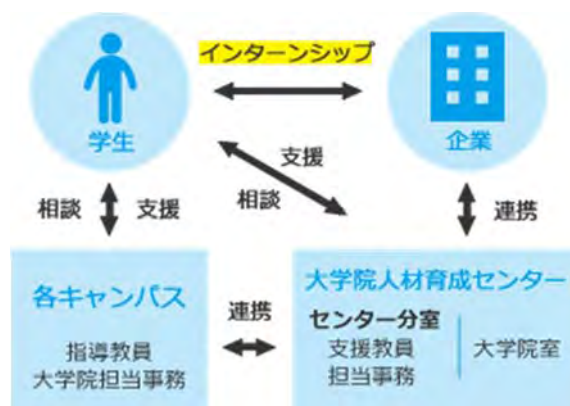 インターンシップ
学生
企業
支援
相談
相談
支援
連携
各キャンパス
指導教員
大学院担当事務
連携
大学院人材育成センター
センター分室
支援教員
担当事務
大学院室